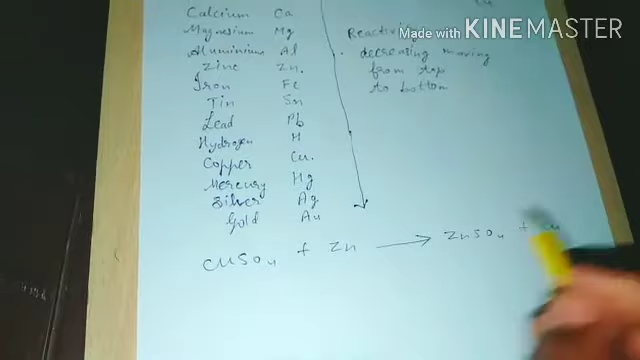 Calcium Ca
Magnesium Mg
Aluminium Al
Zinc Zn.
Iron Fe
Tin Sn
Lead Pb
Hydrogen H
Copper Cu.
Mercury Hg
Silver Ag
Gold Au
Reactivity
decreasing moving
from top
to bottom
Made with KINEMASTER
CuSO4 + Zn → ZnSO4 + Cu